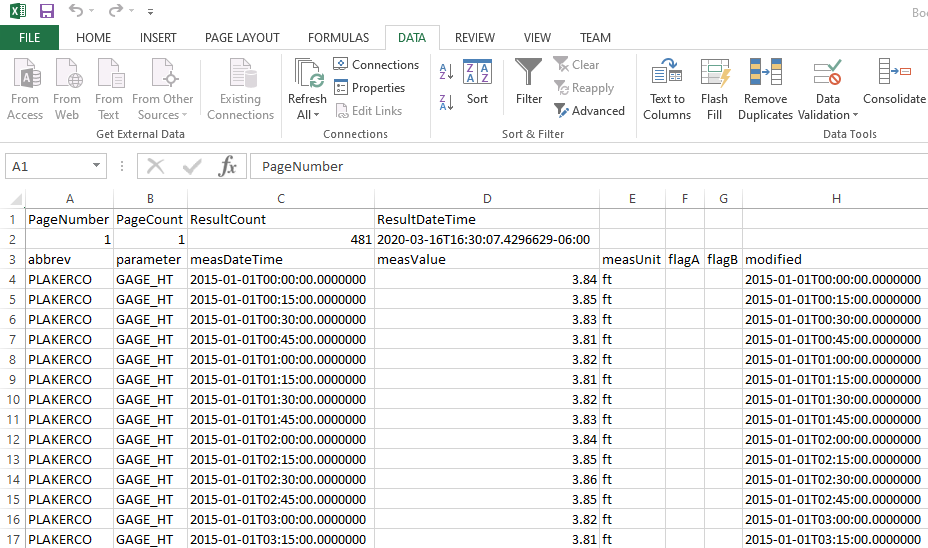 Boo
FILE HOME INSERT PAGE LAYOUT FORMULAS DATA REVIEW VIEW TEAM
From Access
From Web
From Text
From Other Sources
Existing Connections
Get External Data
Refresh All
Connections
Properties
Edit Links
Connections
A Z
Z A
Z A A Z
Sort
Filter
Clear
Reapply
Advanced
Sort & Filter
Text to Columns
Flash Fill
Remove Duplicates
Data Validation
Consolidate
Data Tools
A1 fx PageNumber
A B C D E F G H
1 PageNumber PageCount ResultCount ResultDateTime
2 1 1 481 2020-03-16T16:30:07.4296629-06:00
3 abbrev parameter measDateTime measValue measUnit flagA flagB modified
4 PLAKERCO GAGE_HT 2015-01-01T00:00:00.0000000 3.84 ft 2015-01-01T00:00:00.0000000
5 PLAKERCO GAGE_HT 2015-01-01T00:15:00.0000000 3.85 ft 2015-01-01T00:15:00.0000000
6 PLAKERCO GAGE_HT 2015-01-01T00:30:00.0000000 3.83 ft 2015-01-01T00:30:00.0000000
7 PLAKERCO GAGE_HT 2015-01-01T00:45:00.0000000 3.81 ft 2015-01-01T00:45:00.0000000
8 PLAKERCO GAGE_HT 2015-01-01T01:00:00.0000000 3.82 ft 2015-01-01T01:00:00.0000000
9 PLAKERCO GAGE_HT 2015-01-01T01:15:00.0000000 3.81 ft 2015-01-01T01:15:00.0000000
10 PLAKERCO GAGE_HT 2015-01-01T01:30:00.0000000 3.82 ft 2015-01-01T01:30:00.0000000
11 PLAKERCO GAGE_HT 2015-01-01T01:45:00.0000000 3.83 ft 2015-01-01T01:45:00.0000000
12 PLAKERCO GAGE_HT 2015-01-01T02:00:00.0000000 3.84 ft 2015-01-01T02:00:00.0000000
13 PLAKERCO GAGE_HT 2015-01-01T02:15:00.0000000 3.85 ft 2015-01-01T02:15:00.0000000
14 PLAKERCO GAGE_HT 2015-01-01T02:30:00.0000000 3.86 ft 2015-01-01T02:30:00.0000000
15 PLAKERCO GAGE_HT 2015-01-01T02:45:00.0000000 3.85 ft 2015-01-01T02:45:00.0000000
16 PLAKERCO GAGE_HT 2015-01-01T03:00:00.0000000 3.82 ft 2015-01-01T03:00:00.0000000
17 PLAKERCO GAGE_HT 2015-01-01T03:15:00.0000000 3.81 ft 2015-01-01T03:15:00.0000000